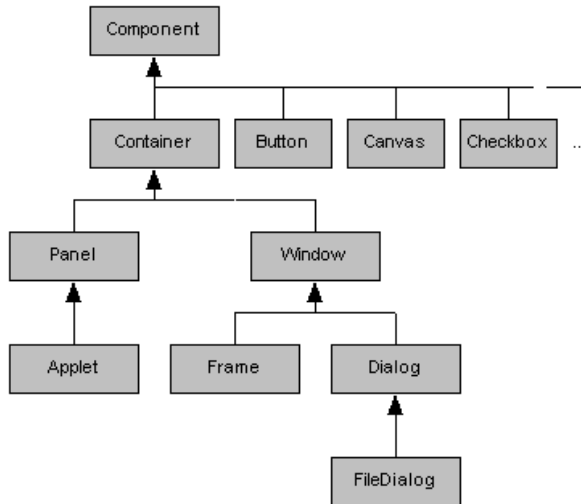 Component
Container
Button
Canvas
Checkbox
...
Panel
Window
Applet
Frame
Dialog
FileDialog